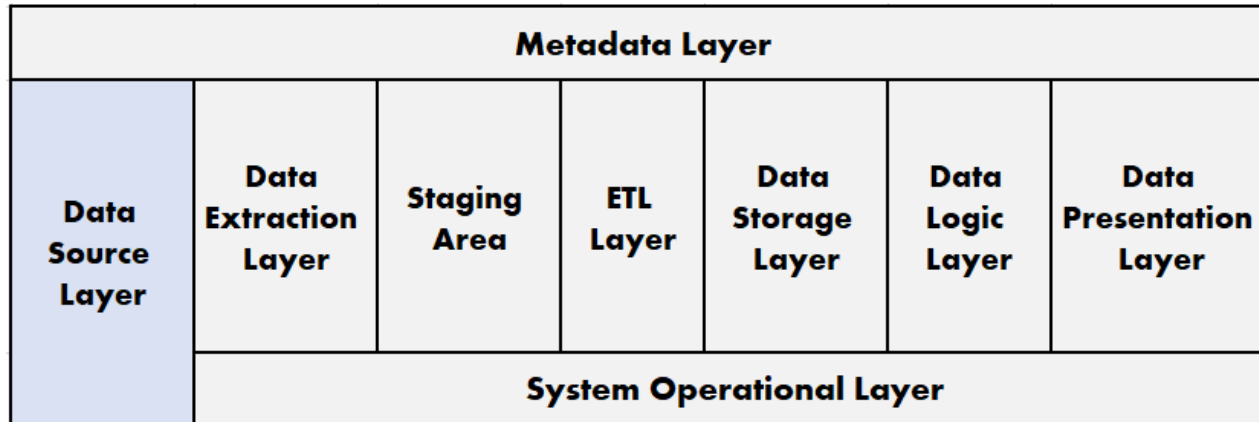 Metadata Layer
Data
Source
Layer
Data
Extraction
Layer
Staging
Area
ETL
Layer
Data
Storage
Layer
Data
Logic
Layer
Data
Presentation
Layer
System Operational Layer